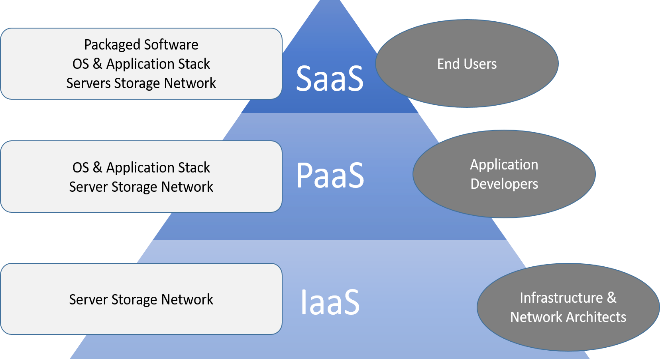 Packaged Software
OS & Application Stack
Servers Storage Network
SaaS
End Users
OS & Application Stack
Server Storage Network
PaaS
Application
Developers
Server Storage Network
IaaS
Infrastructure &
Network Architects